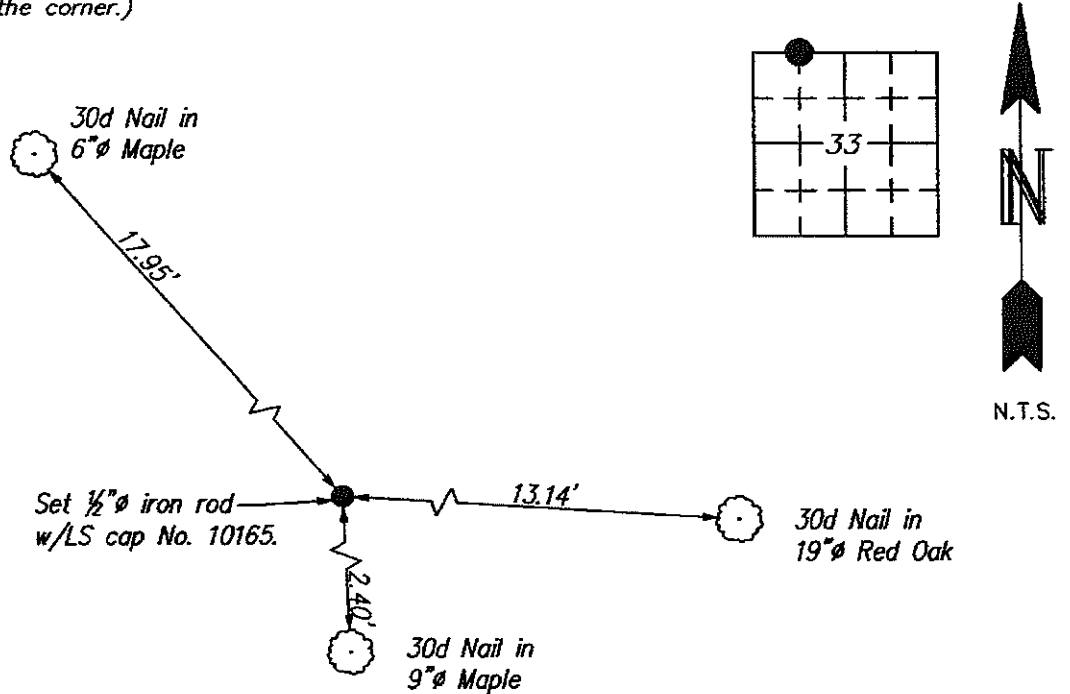 the corner.)
30d Nail in
6"ø Maple
33
N
17.95'
N.T.S.
Set ½"ø iron rod
w/LS cap No. 10165.
13.14'
30d Nail in
19"ø Red Oak
2.40'
30d Nail in
9"ø Maple